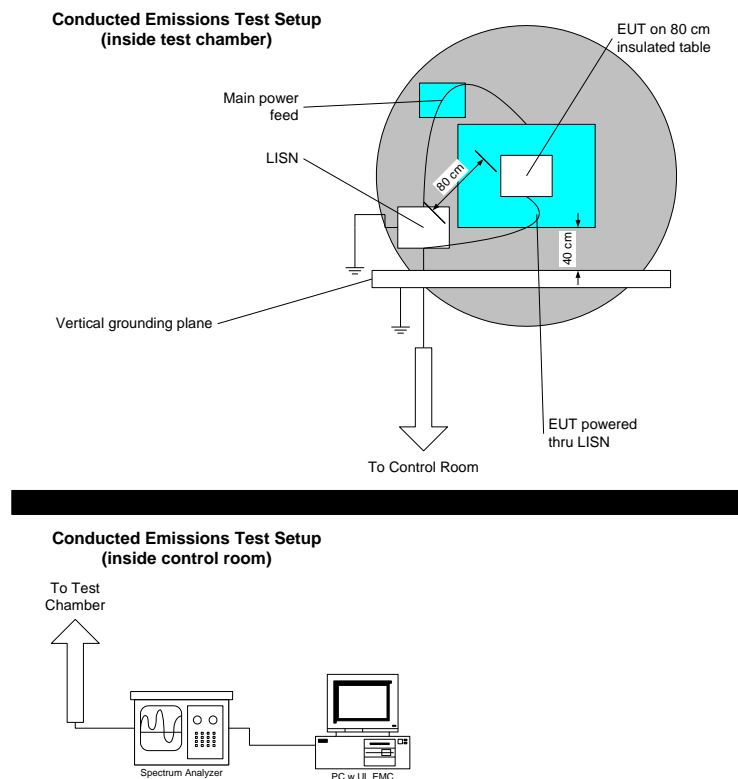 Conducted Emissions Test Setup
(inside test chamber)
EUT on 80 cm
insulated table
Main power
feed
LISN
80 cm
40 cm
Vertical grounding plane
EUT powered
thru LISN
To Control Room
Conducted Emissions Test Setup
(inside control room)
To Test
Chamber
Spectrum Analyzer
PC w UL EMC